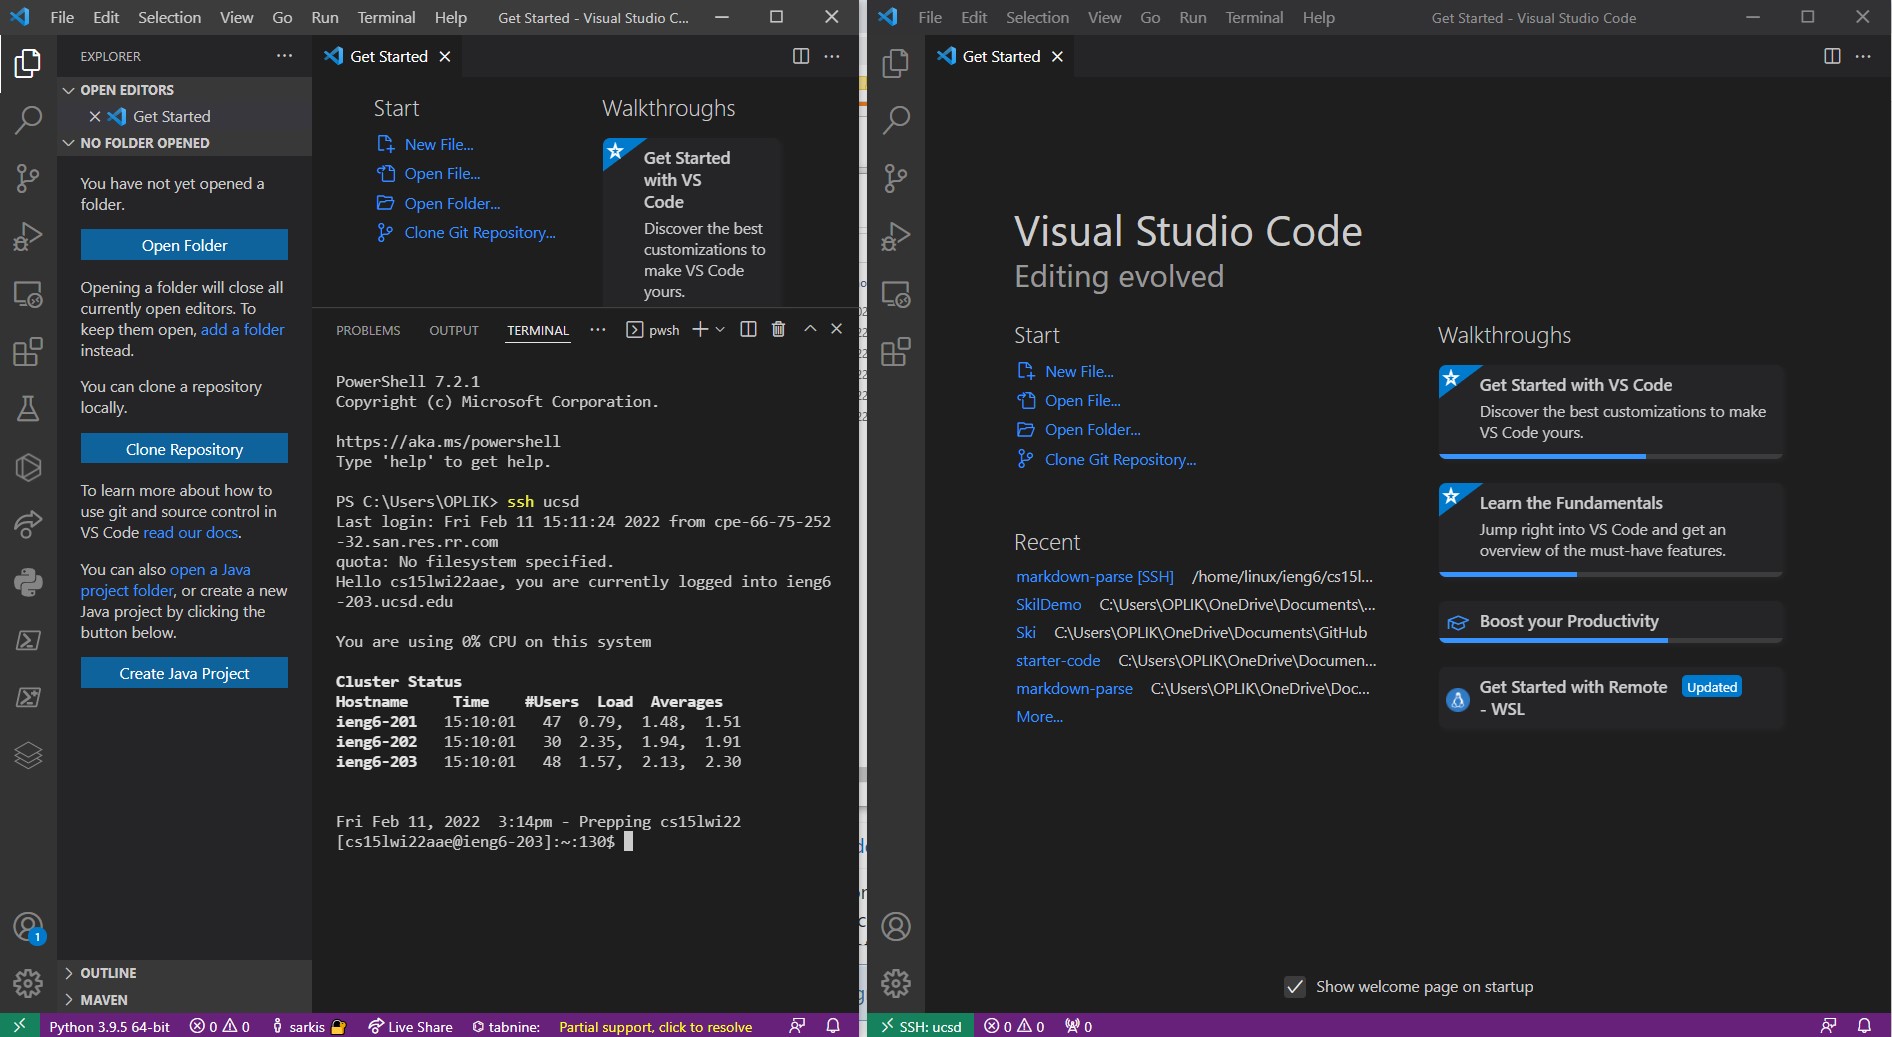 File Edit Selection View Go Run Terminal Help Get Started - Visual Studio C...
EXPLORER
Get Started
OPEN EDITORS
Get Started
NO FOLDER OPENED
You have not yet opened a
folder.
Open Folder
Opening a folder will close all
currently open editors. To
keep them open, add a folder
instead.
You can clone a repository
locally.
Clone Repository
To learn more about how to
use git and source control in
VS Code read our docs.
You can also open a Java
project folder, or create a new
Java project by clicking the
button below.
Create Java Project
OUTLINE
MAVEN
1
Start
New File...
Open File...
Open Folder...
Clone Git Repository...
Walkthroughs
Get Started
with VS
Code
Discover the best
customizations to
make VS Code
yours.
PROBLEMS OUTPUT TERMINAL pwsh
PowerShell 7.2.1
Copyright (c) Microsoft Corporation.
https://aka.ms/powershell
Type 'help' to get help.
PS C:\Users\OPLIK> ssh ucsd
Last login: Fri Feb 11 15:11:24 2022 from cpe-66-75-252
-32.san.res.rr.com
quota: No filesystem specified.
Hello cs15lwi22aae, you are currently logged into ieng6
-203.ucsd.edu
You are using 0% CPU on this system
Cluster Status
Hostname Time #Users Load Averages
ieng6-201 15:10:01 47 0.79, 1.48, 1.51
ieng6-202 15:10:01 30 2.35, 1.94, 1.91
ieng6-203 15:10:01 48 1.57, 2.13, 2.30
Fri Feb 11, 2022 3:14pm - Prepping cs15lwi22
[cs15lwi22aae@ieng6-203]:~:130$
Python 3.9.5 64-bit 0 0 sarkis Live Share tabnine: Partial support, click to resolve
File Edit Selection View Go Run Terminal Help Get Started - Visual Studio Code
Get Started
Visual Studio Code
Editing evolved
Start
New File...
Open File...
Open Folder...
Clone Git Repository...
Recent
markdown-parse [SSH] /home/linux/ieng6/cs15l...
SkilDemo C:\Users\OPLIK\OneDrive\Documents\...
Ski C:\Users\OPLIK\OneDrive\Documents\GitHub
starter-code C:\Users\OPLIK\OneDrive\Documen...
markdown-parse C:\Users\OPLIK\OneDrive\Doc...
More...
Walkthroughs
Get Started with VS Code
Discover the best customizations to make
VS Code yours.
Learn the Fundamentals
Jump right into VS Code and get an
overview of the must-have features.
Boost your Productivity
Get Started with Remote Updated
- WSL
Show welcome page on startup
SSH: ucsd 0 0 0